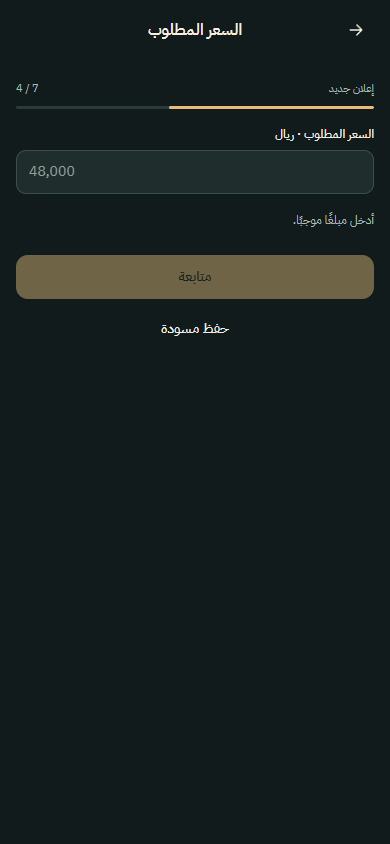 السعر المطلوب
إعلان جديد
4 / 7
السعر المطلوب · ريال
48,000
أدخل مبلغًا موجبًا.
متابعة
حفظ مسودة